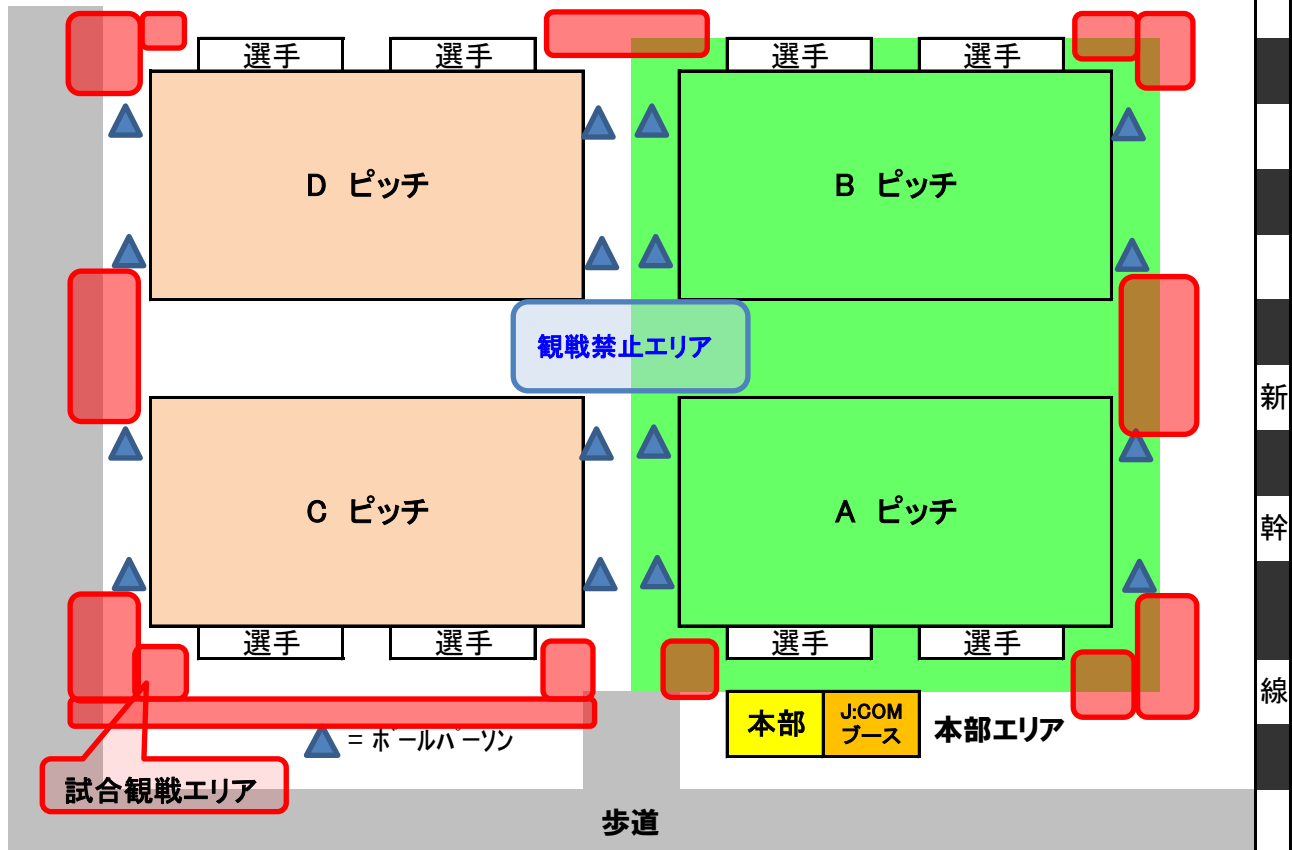 選手 選手 選手 選手
D ピッチ B ピッチ
観戦禁止エリア
新
幹
線
C ピッチ A ピッチ
選手 選手 選手 選手
本部
J:COM
ブース
本部エリア
= ボールパーソン
試合観戦エリア
歩道